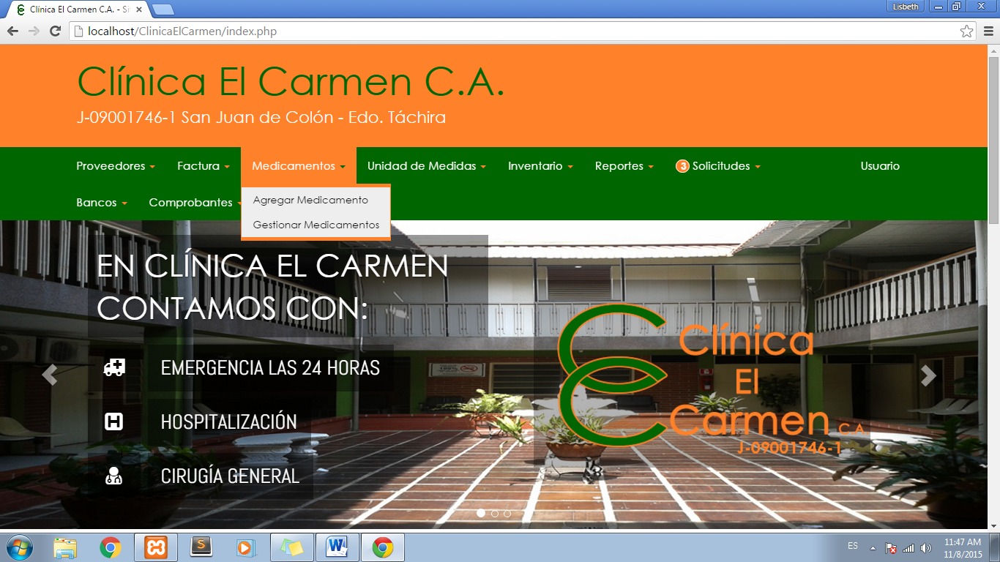 Clínica El Carmen C.A. - Si
Lisbeth
localhost/ClinicaElCarmen/index.php
Clínica El Carmen C.A.
J-09001746-1 San Juan de Colón - Edo. Táchira
Proveedores Factura Medicamentos Unidad de Medidas Inventario Reportes 3 Solicitudes Usuario
Bancos Comprobantes
Agregar Medicamento
Gestionar Medicamentos
EN CLÍNICA EL CARMEN
CONTAMOS CON:
EMERGENCIA LAS 24 HORAS
HOSPITALIZACIÓN
CIRUGÍA GENERAL
Clínica
El
Carmen C.A.
J-09001746-1
100%
ES
11:47 AM
11/8/2015